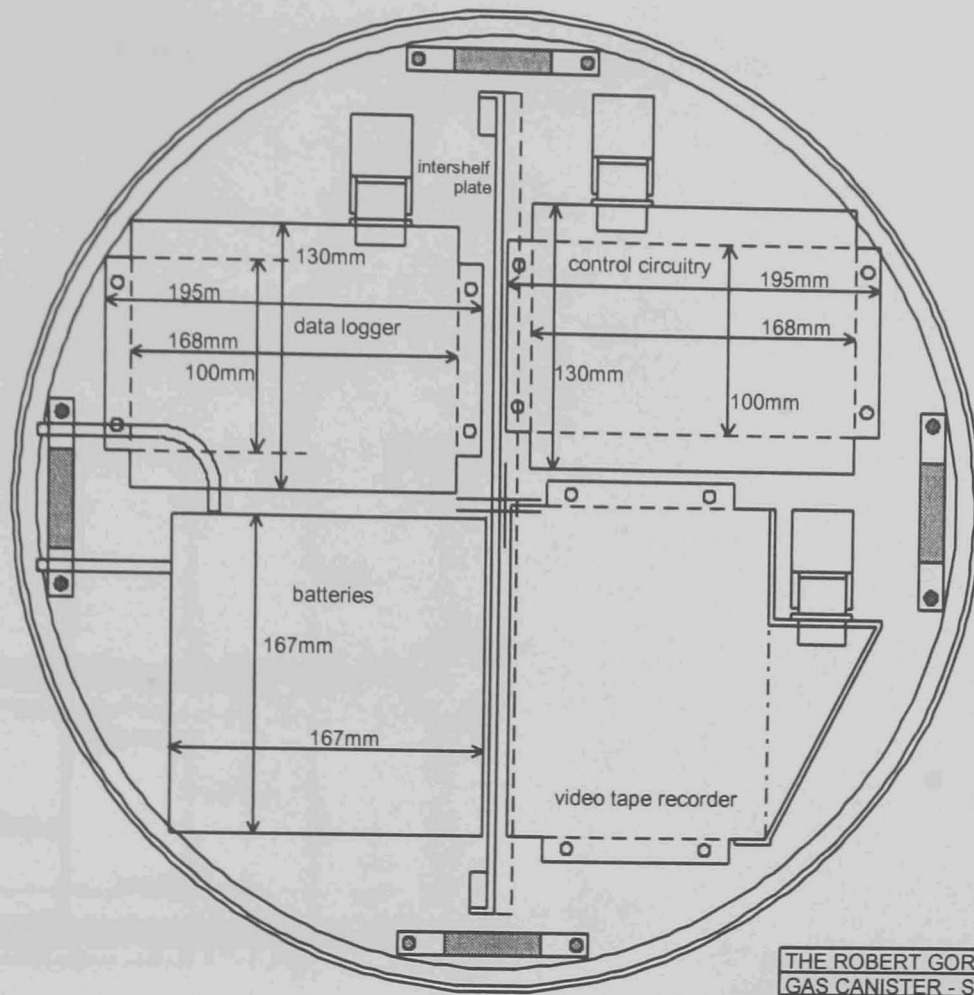 intershelf
plate
130mm
195m
data logger
168mm
100mm
control circuitry
195mm
168mm
130mm
100mm
batteries
167mm
167mm
video tape recorder
THE ROBERT GOR
GAS CANISTER - S